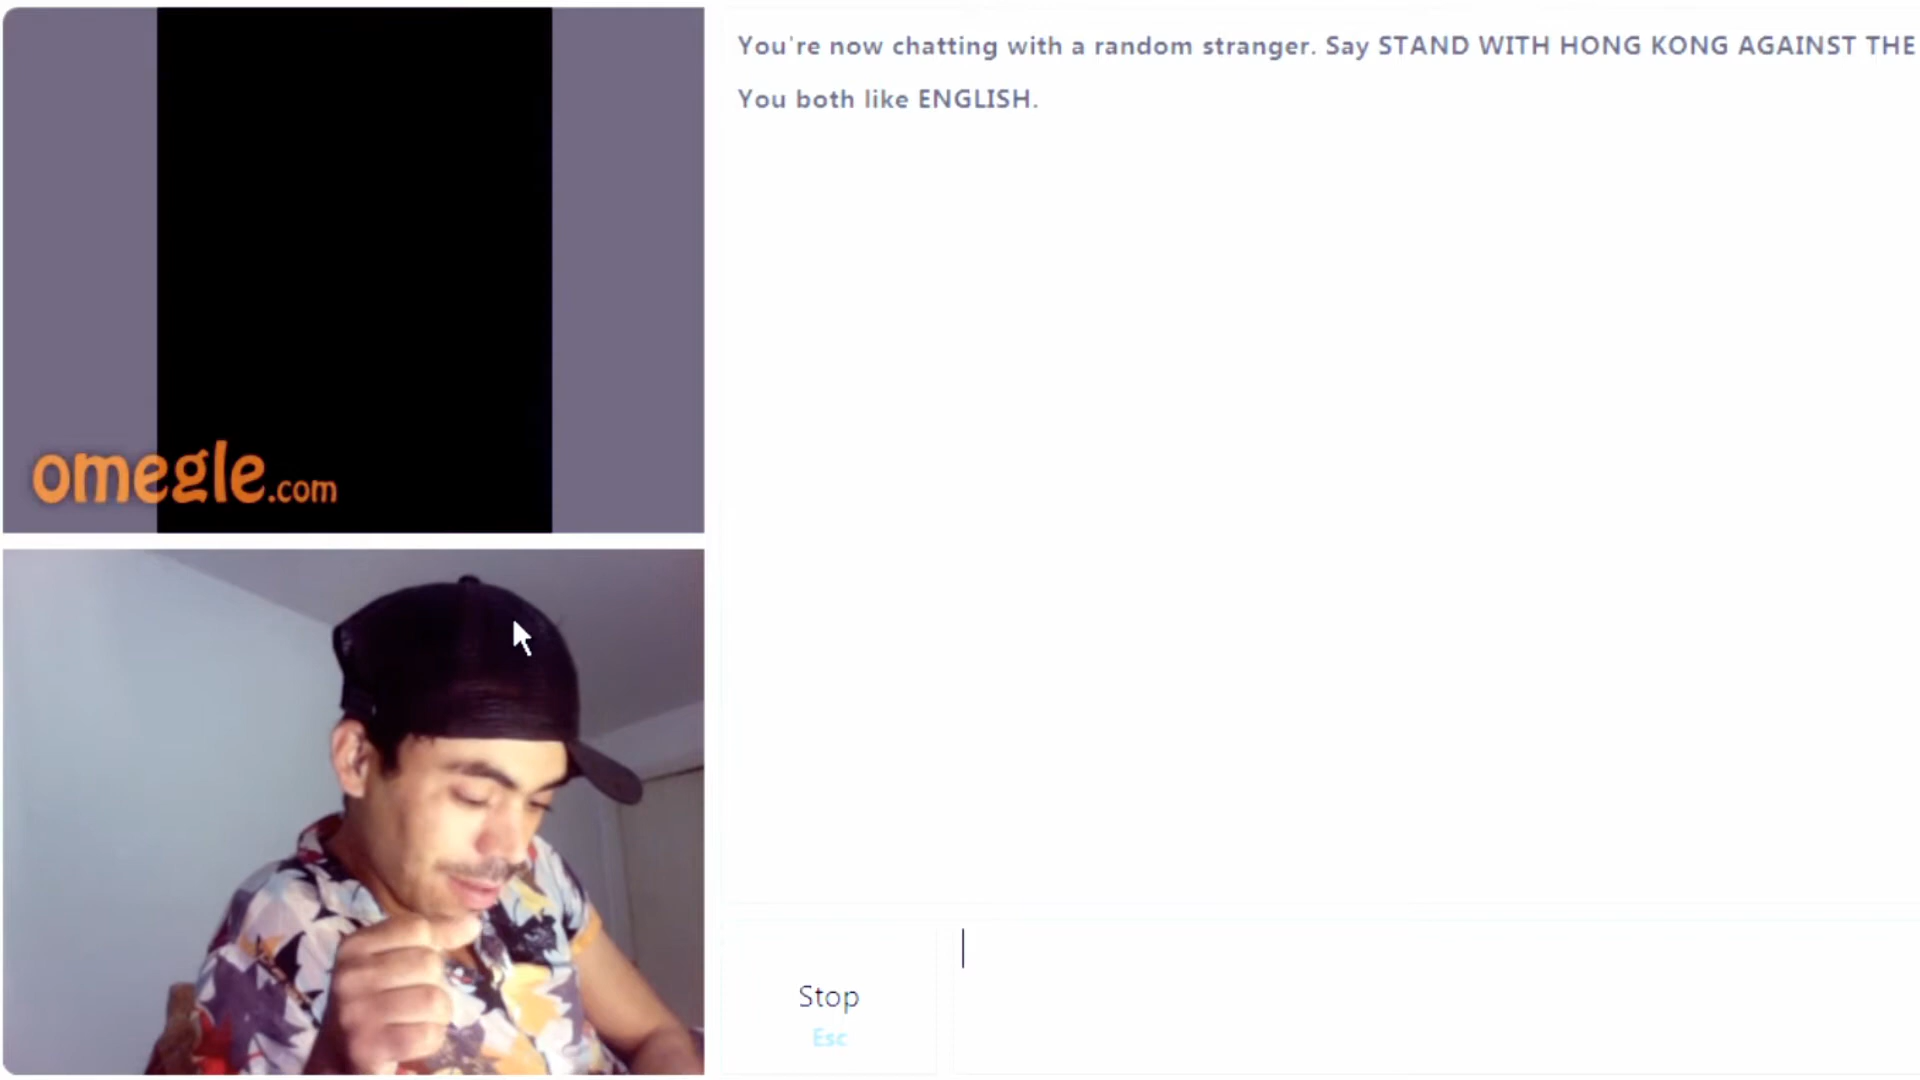 You're now chatting with a random stranger. Say STAND WITH HONG KONG AGAINST THE
You both like ENGLISH.
omegle.com
Stop
Esc